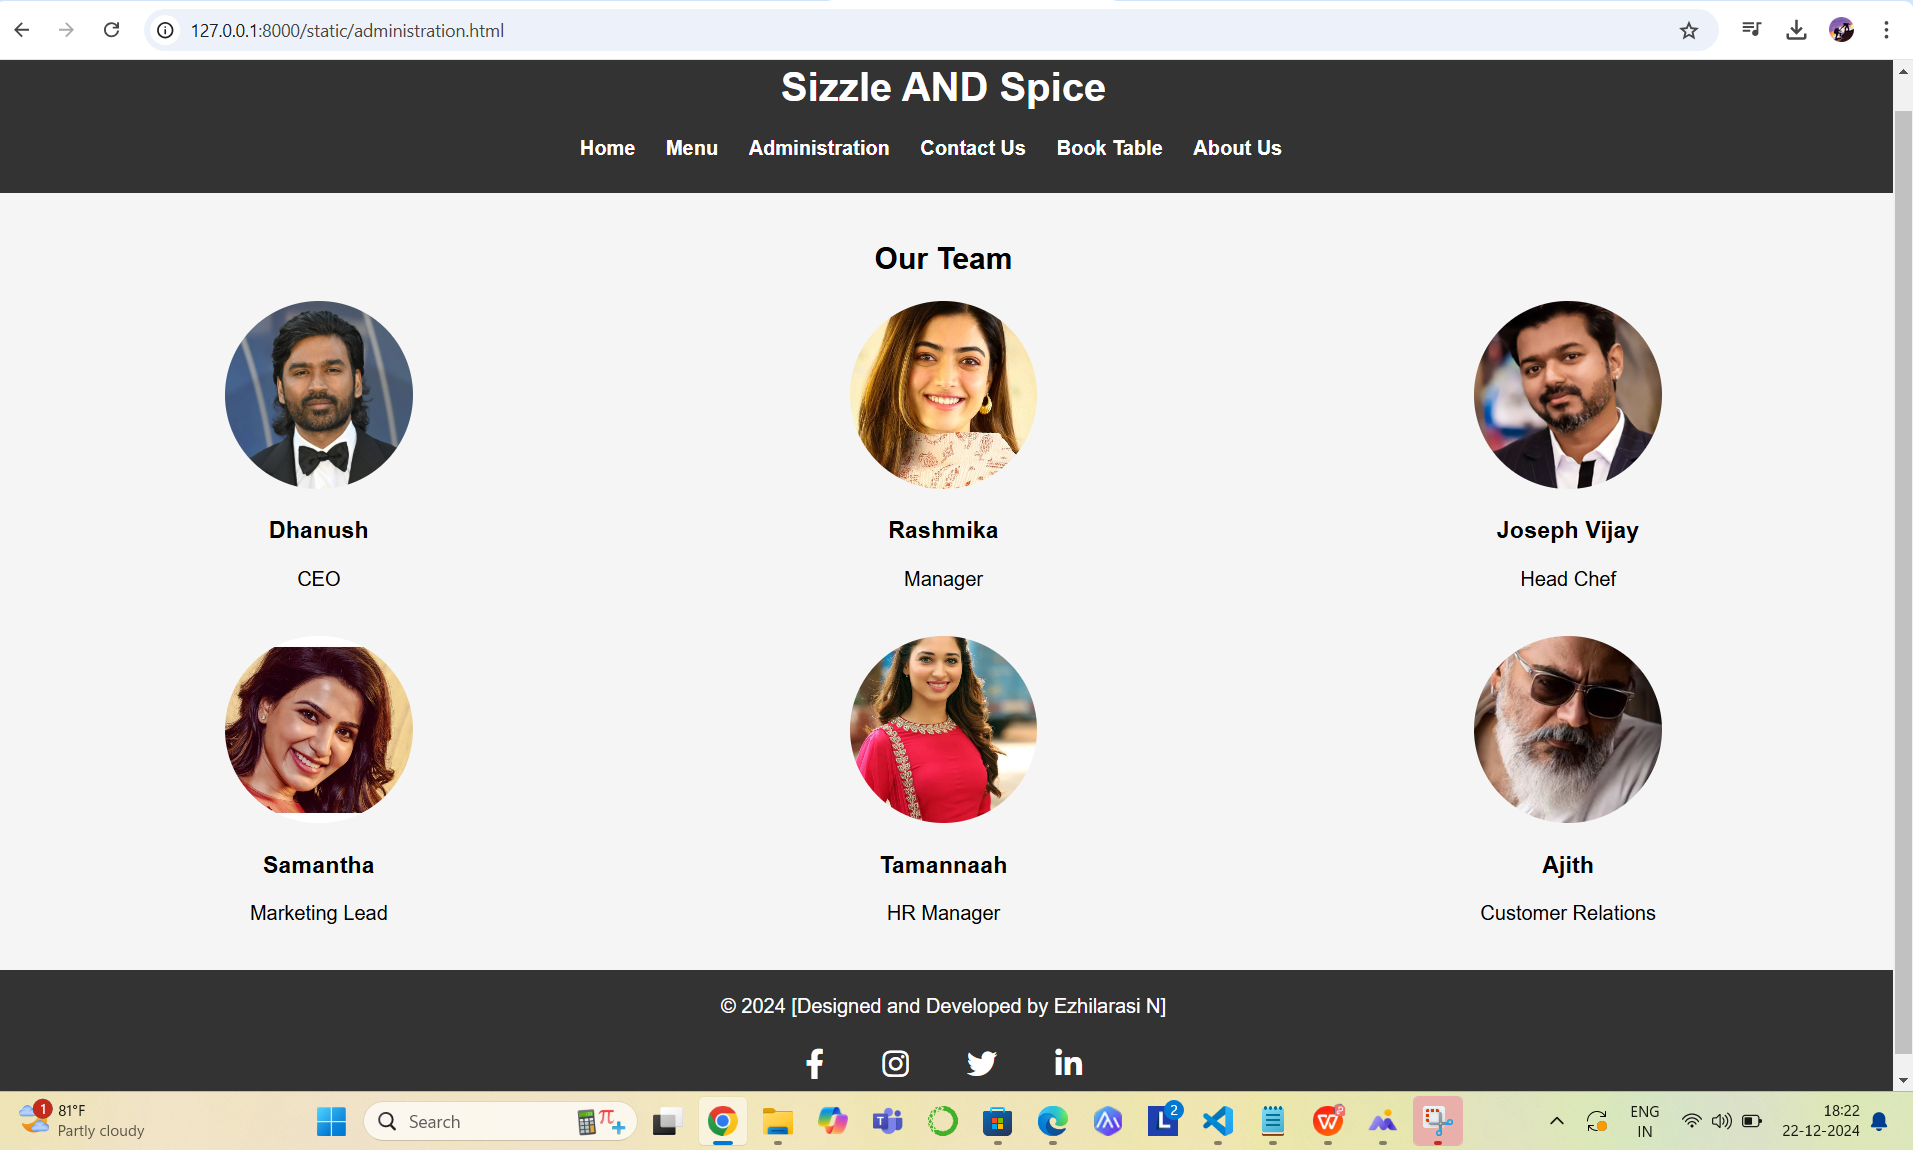 127.0.0.1:8000/static/administration.html
Sizzle AND Spice
Home Menu Administration Contact Us Book Table About Us
Our Team
Dhanush Rashmika Joseph Vijay
CEO Manager Head Chef
Samantha Tamannaah Ajith
Marketing Lead HR Manager Customer Relations
© 2024 [Designed and Developed by Ezhilarasi N]
1 81°F
Partly cloudy
Search
2
ENG
IN
18:22
22-12-2024